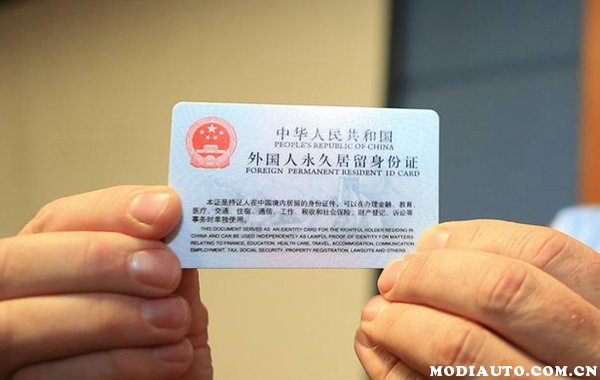 中华人民共和国
PEOPLE'S REPUBLIC OF CHINA
外国人永久居留身份证
FOREIGN PERMANENT RESIDENT ID CARD
本证是持证人在中国境内居留的身份证件，可以在办理金融、教育、
医疗、交通、住宿、通信、工作、税收和社会保险、财产登记、诉讼等
事务时单独使用。
THIS DOCUMENT SERVES AS AN IDENTITY CARD FOR THE RIGHTFUL HOLDER RESIDING IN
CHINA AND CAN BE USED INDEPENDENTLY AS LAWFUL PROOF OF IDENTITY FOR MATTERS
RELATING TO FINANCE, EDUCATION, HEALTH CARE, TRAVEL, ACCOMMODATION, COMMUNICATION,
EMPLOYMENT, TAX, SOCIAL SECURITY, PROPERTY REGISTRATION, LAWSUITS AND OTHERS.
MODIAUTO.COM.CN